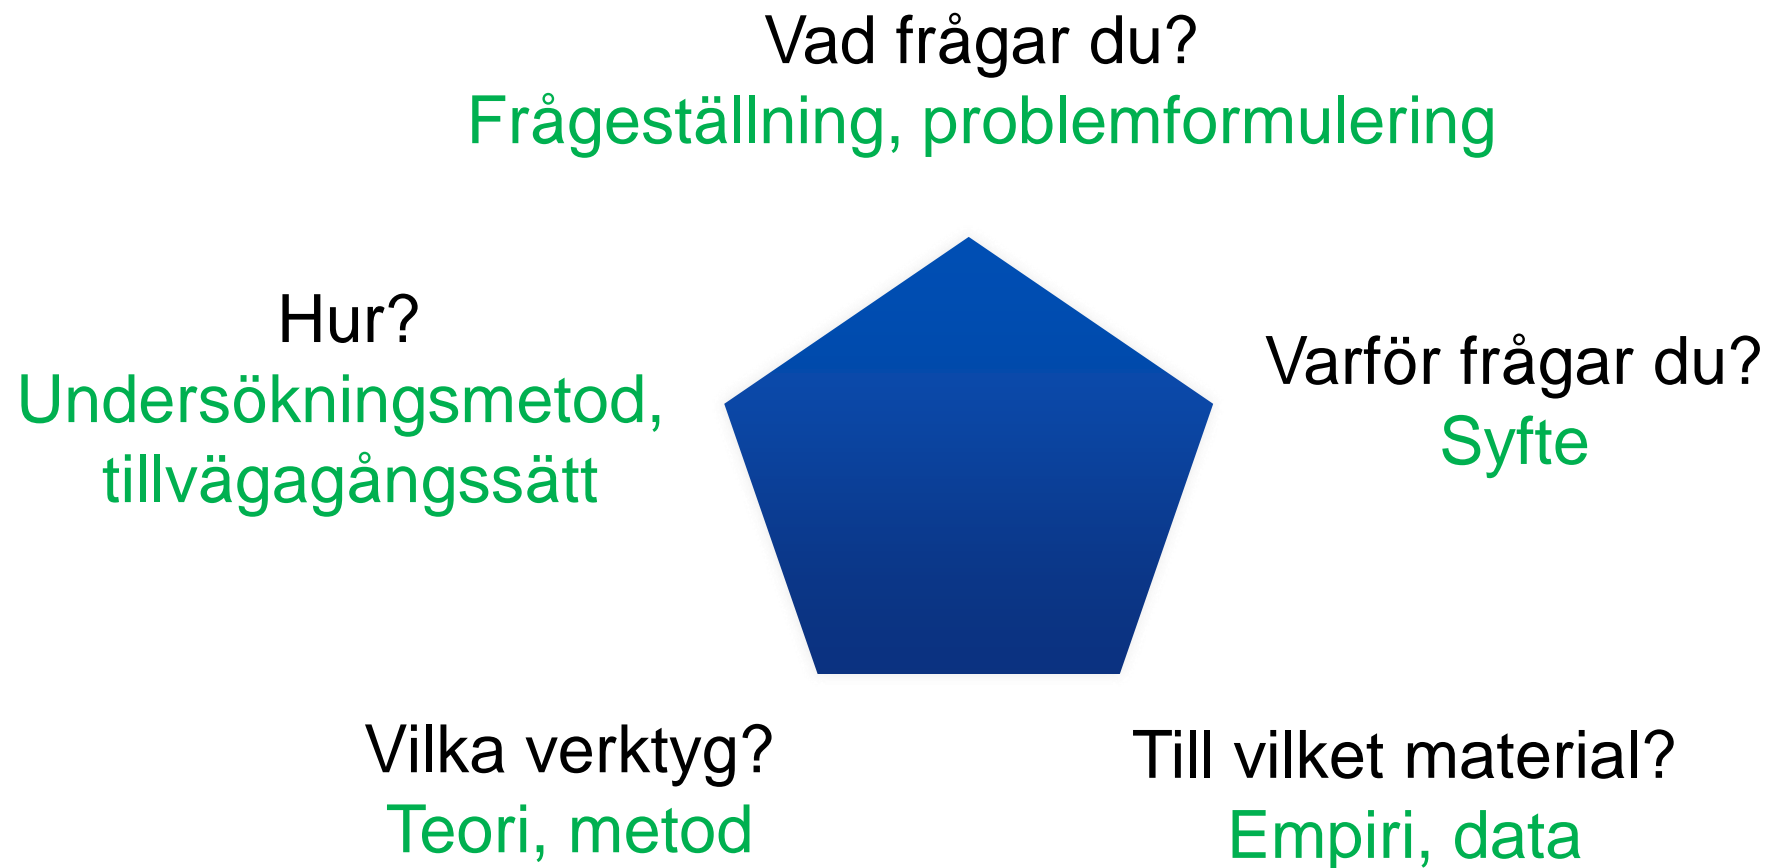 Vad frågar du?
Frågeställning, problemformulering
Hur?
Undersökningsmetod,
tillvägagångssätt
Varför frågar du?
Syfte
Vilka verktyg?
Teori, metod
Till vilket material?
Empiri, data